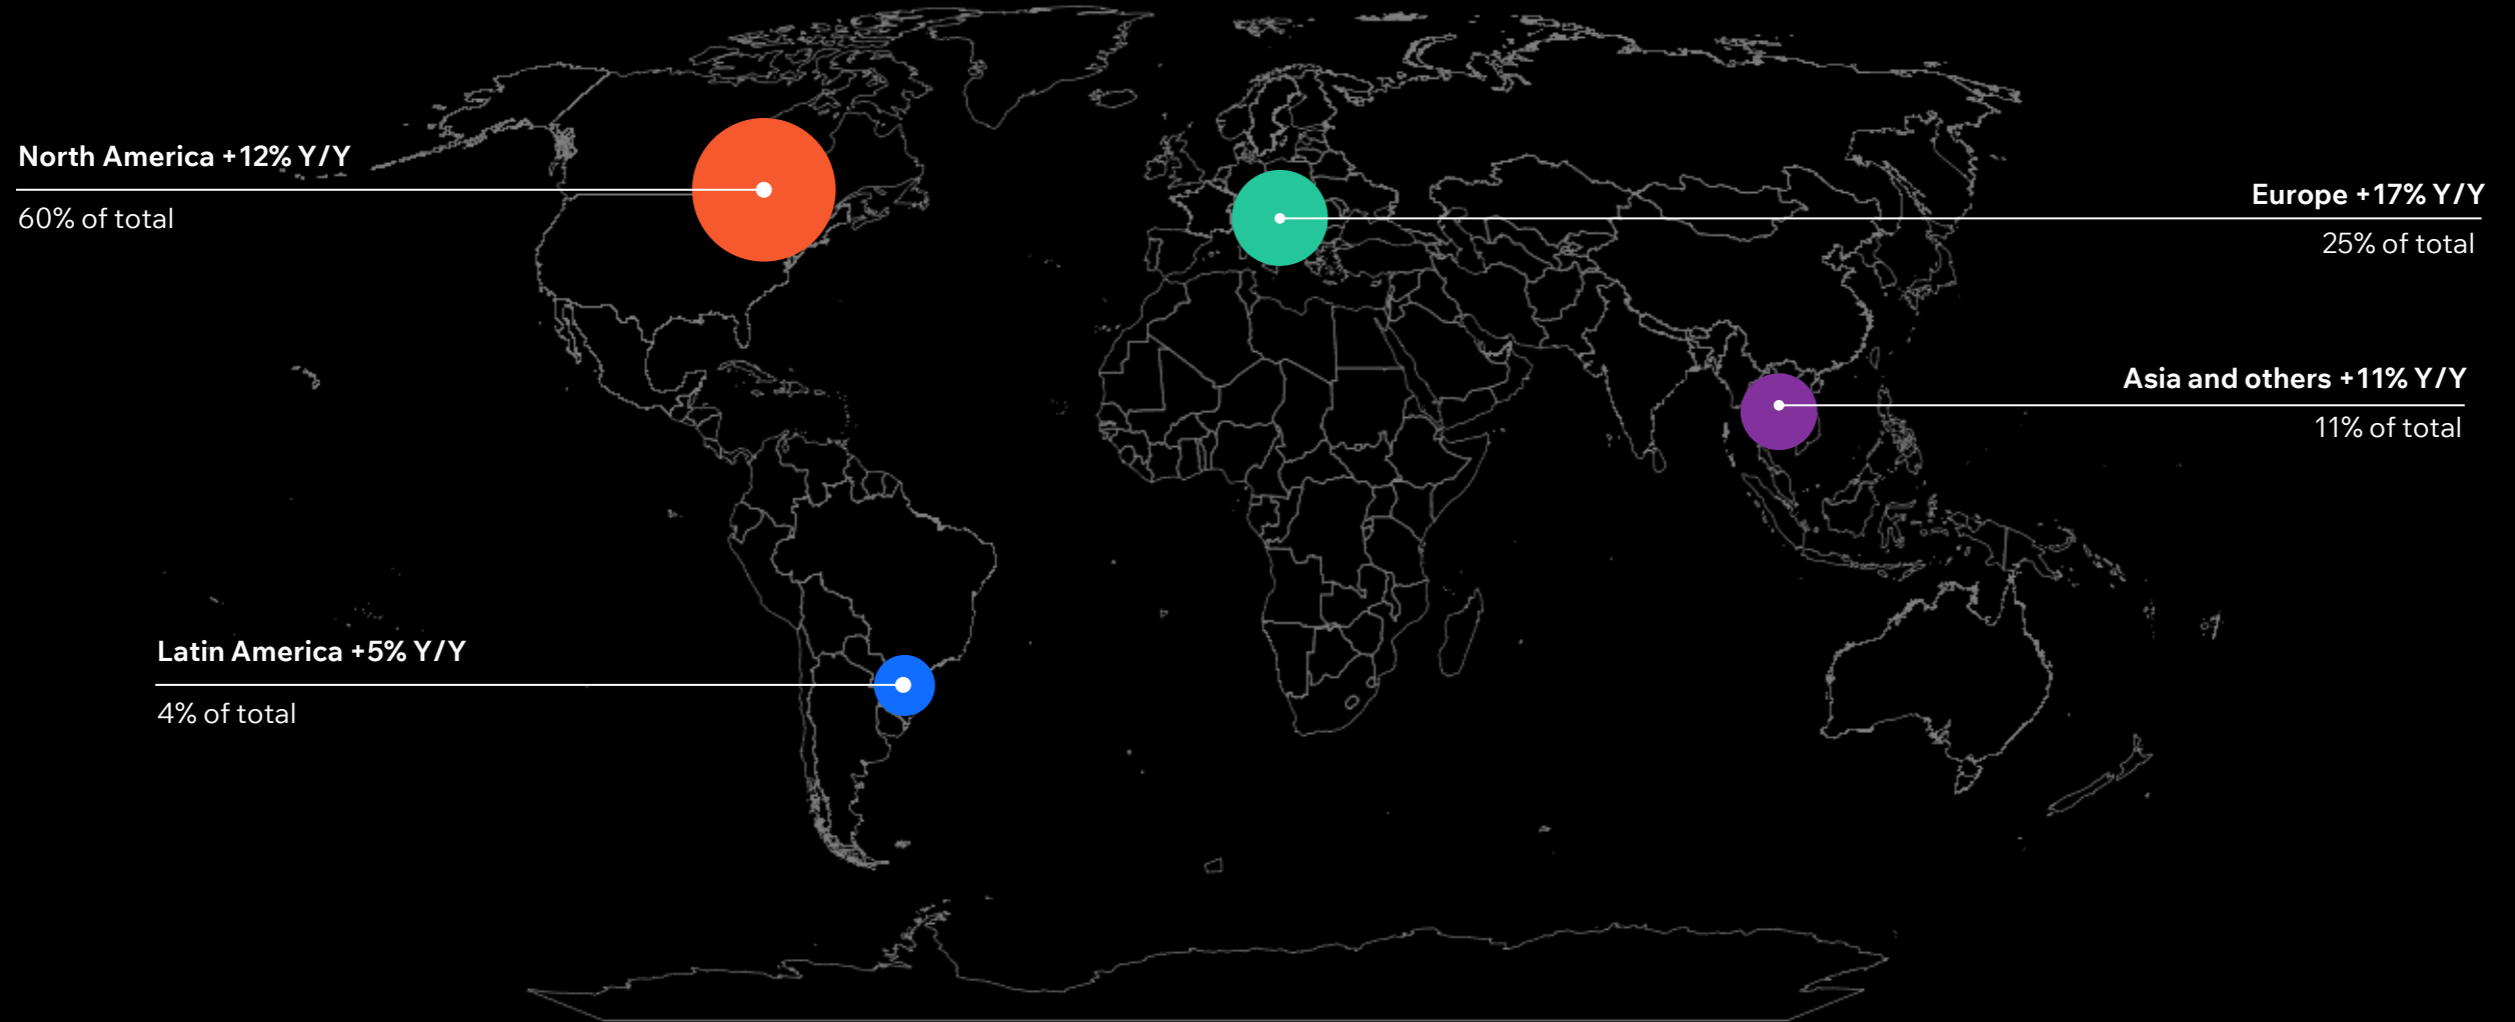 North America +12% Y/Y
60% of total
Europe +17% Y/Y
25% of total
Asia and others +11% Y/Y
11% of total
Latin America +5% Y/Y
4% of total